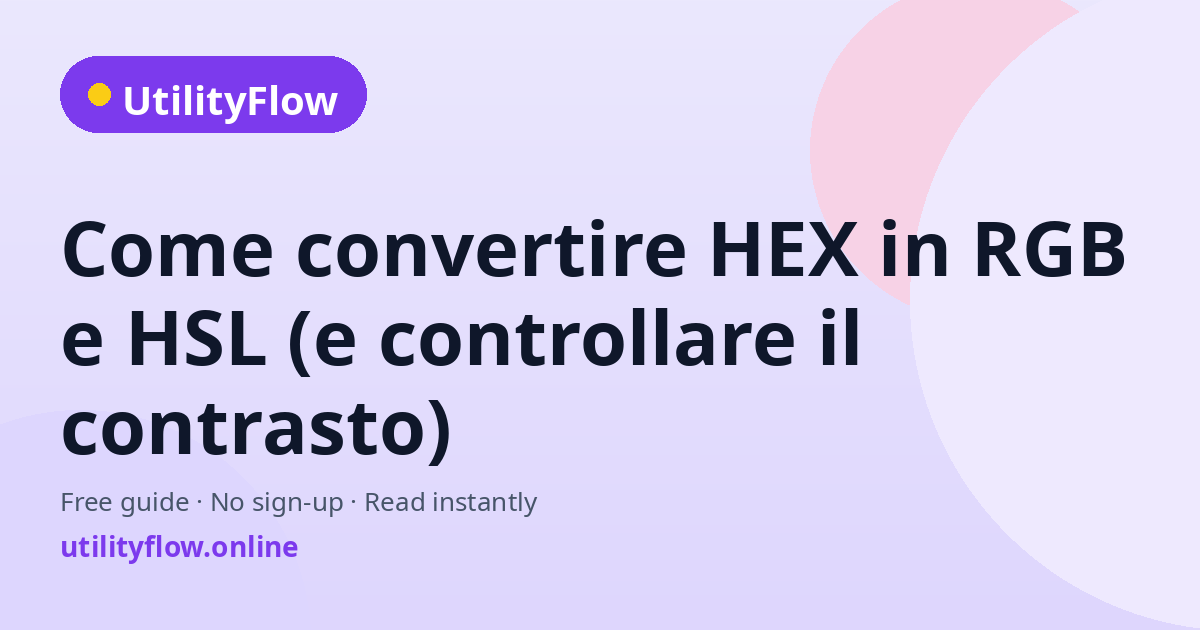 UtilityFlow
Come convertire HEX in RGB
e HSL (e controllare il
contrasto)
Free guide · No sign-up · Read instantly
utilityflow.online